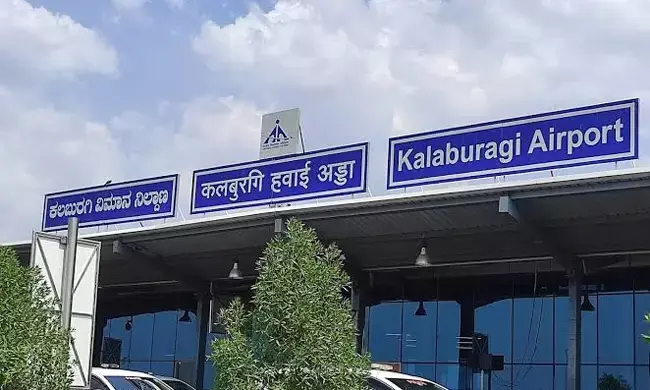 ಕಲಬುರಗಿ ವಿಮಾನ ನಿಲ್ದಾಣ
कलबुरगि हवाई अड्डा
Kalaburagi Airport